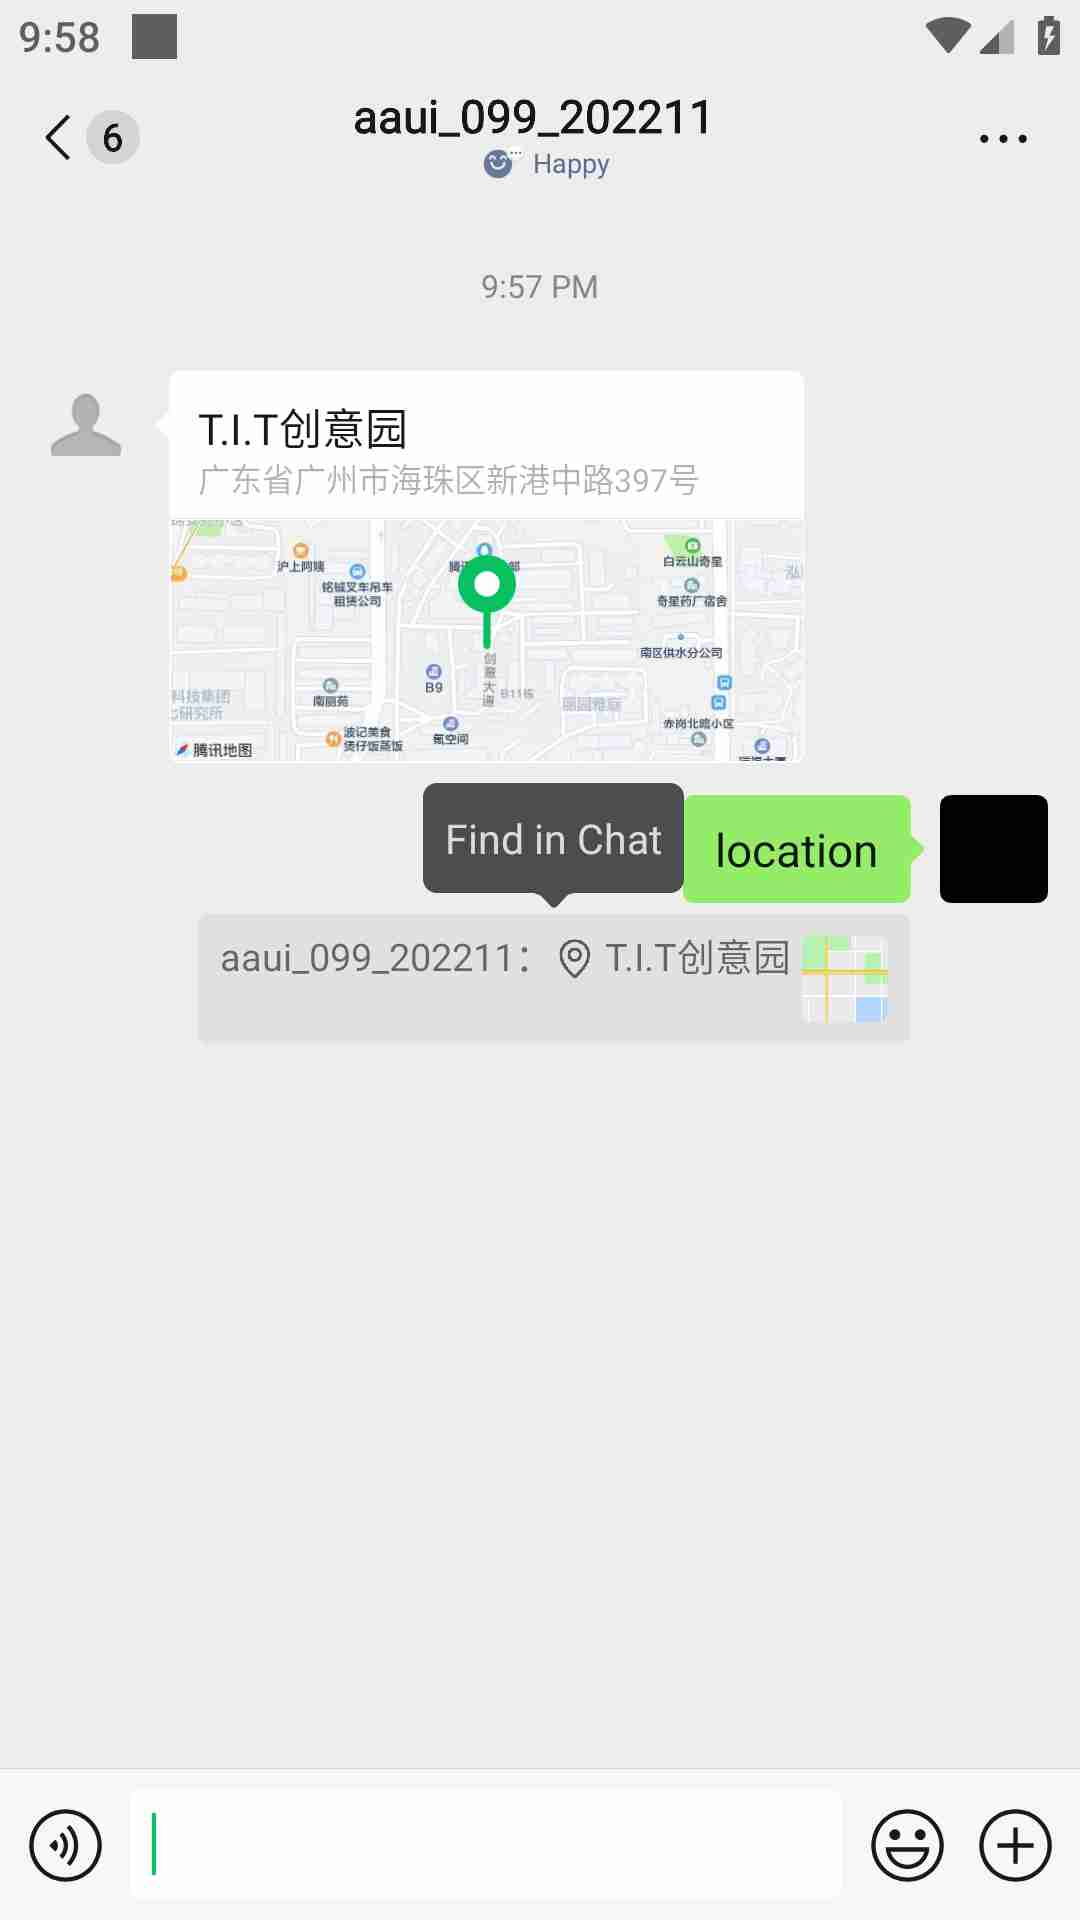 9:58
6
aaui_099_202211
Happy
9:57 PM
T.I.T创意园
广东省广州市海珠区新港中路397号
沪上阿姨
白云山奇星
铭铖叉车吊车
租赁公司
奇星药厂宿舍
南区供水分公司
创意大道
B9
B11栋
科技集团
研究所
南丽苑
丽园雅庭
赤岗北暗小区
波记美食
煲仔饭蒸饭
氪空间
腾讯地图
Find in Chat
location
aaui_099_202211： T.I.T创意园